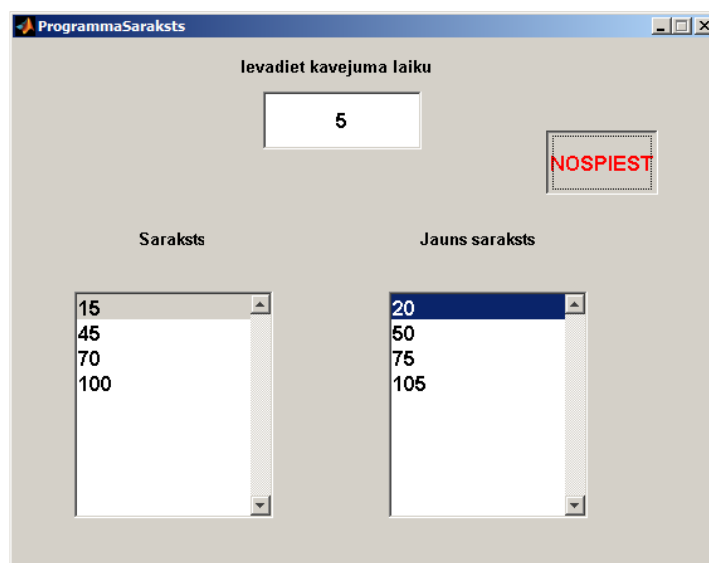 ProgrammaSaraksts
Ievadiet kavejuma laiku
5
NOSPIEST
Saraksts
Jauns saraksts
15
45
70
100
20
50
75
105